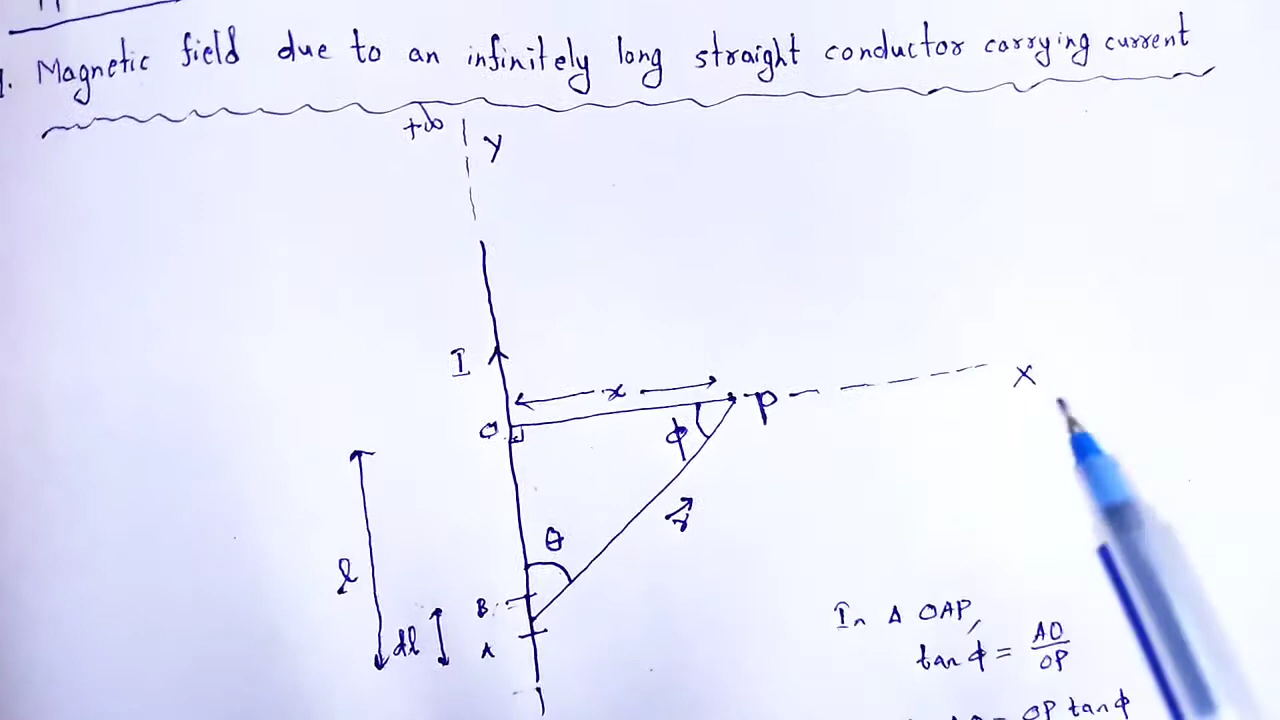 1. Magnetic field due to an infinitely long straight conductor carrying current
+∞
Y
I
x
P
X
O
ϕ
r
θ
l
B
dl
A
In Δ OAP,
tan ϕ = AO/OP
OP tan ϕ